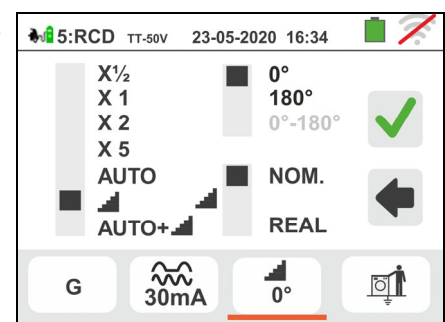 5:RCD TT-50V 23-05-2020 16:34
X½ 0°
X 1 180°
X 2 0°-180°
X 5
AUTO NOM.
AUTO+ REAL
G 30mA 0°